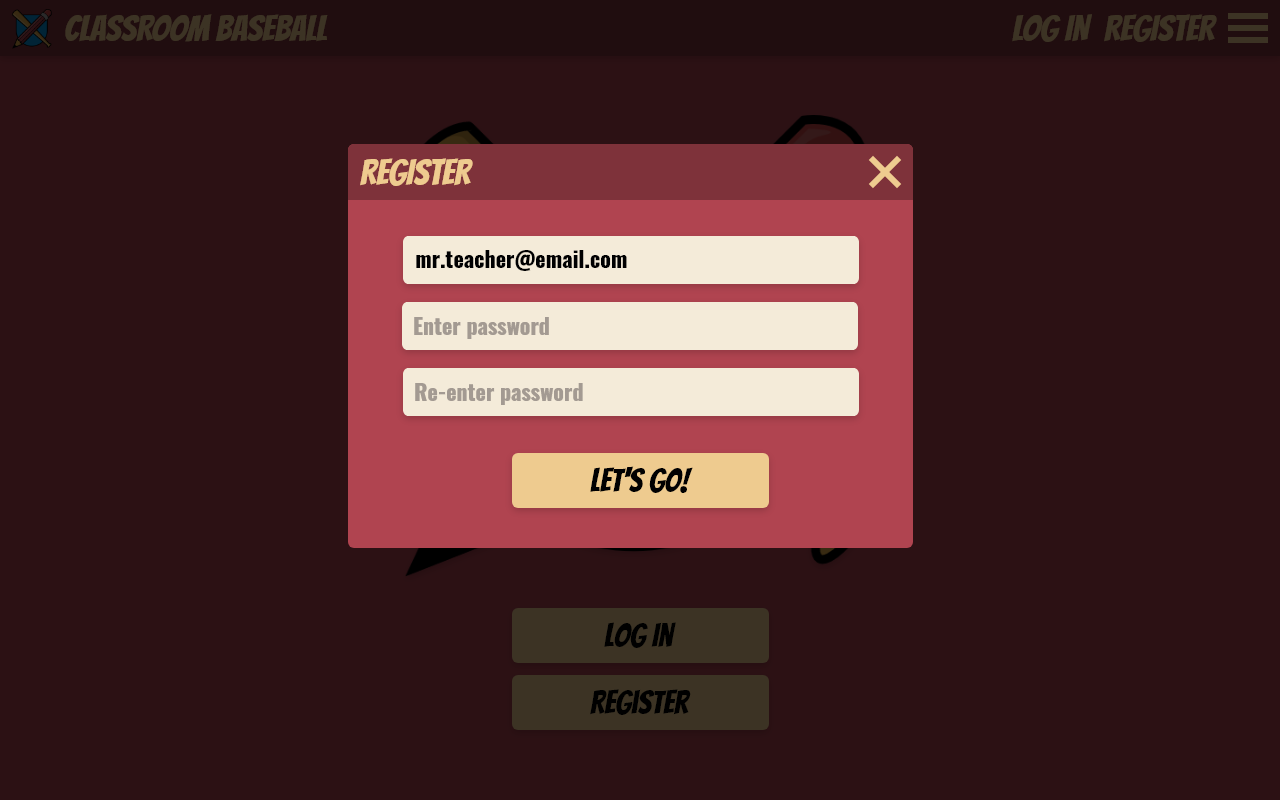 CLASSROOM BASEBALL
LOG IN REGISTER
REGISTER
mr.teacher@email.com
Enter password
Re-enter password
LET'S GO!
LOG IN
REGISTER